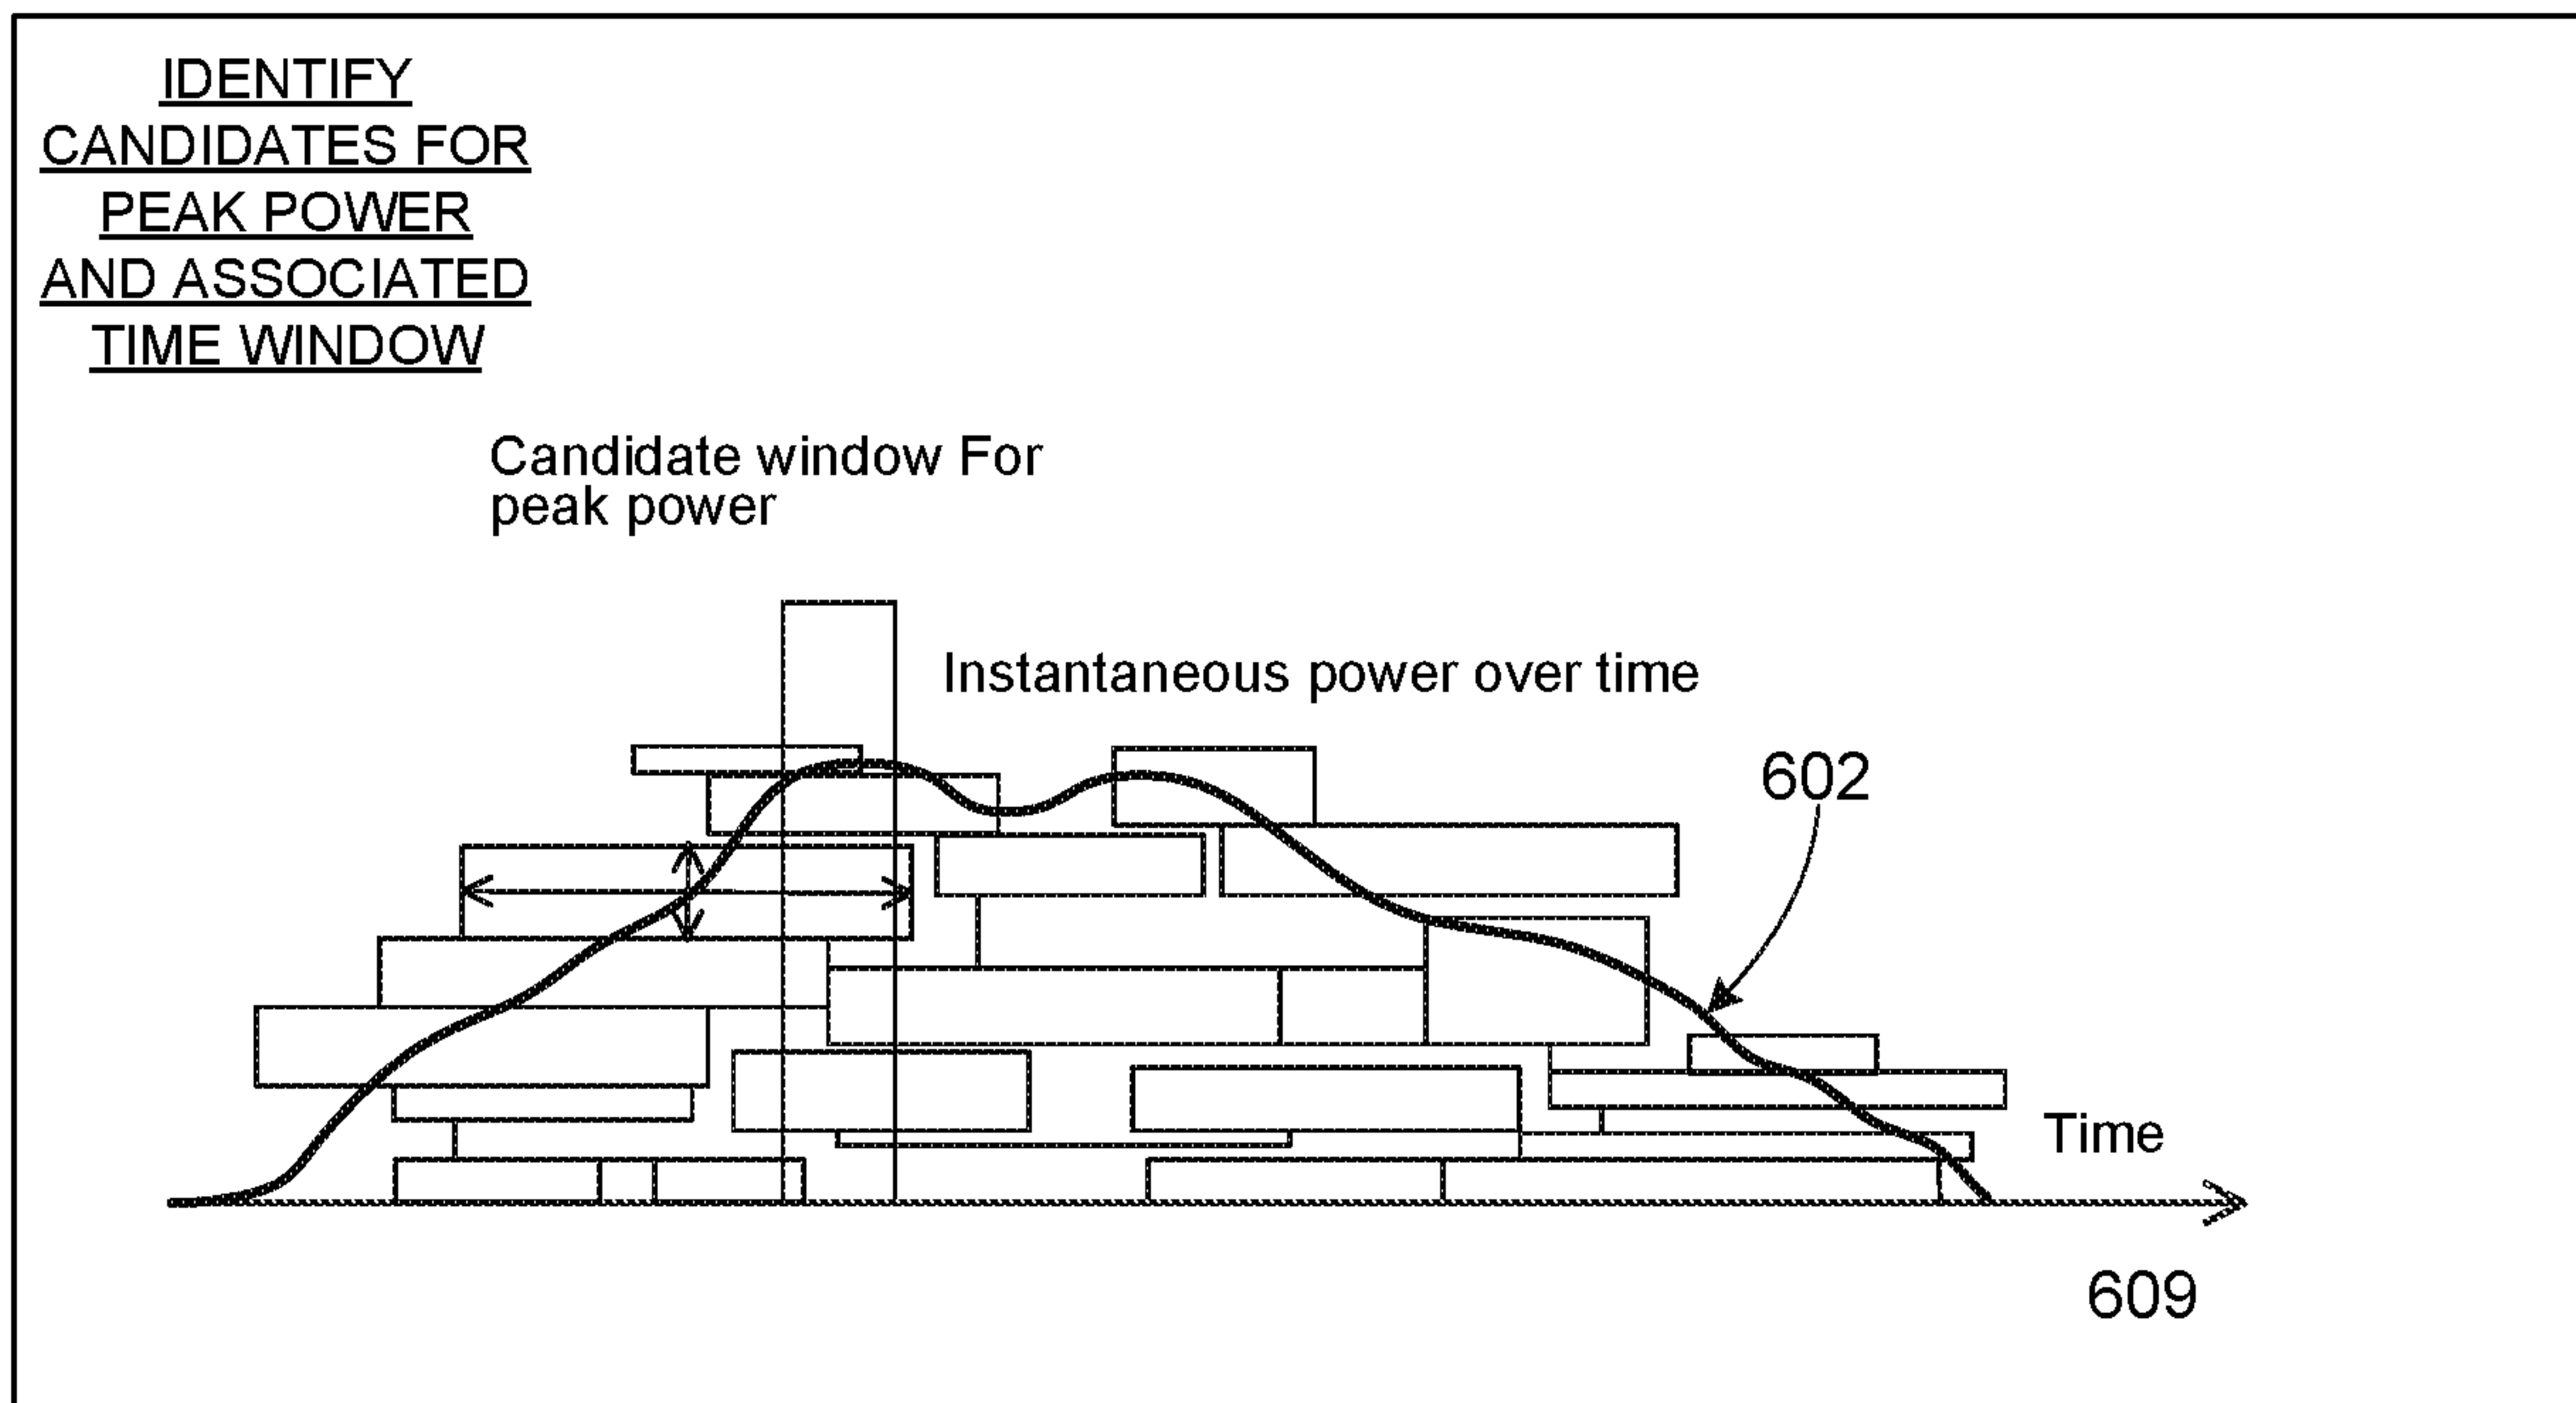 IDENTIFY
CANDIDATES FOR
PEAK POWER
AND ASSOCIATED
TIME WINDOW
Candidate window For
peak power
Instantaneous power over time
602
Time
609